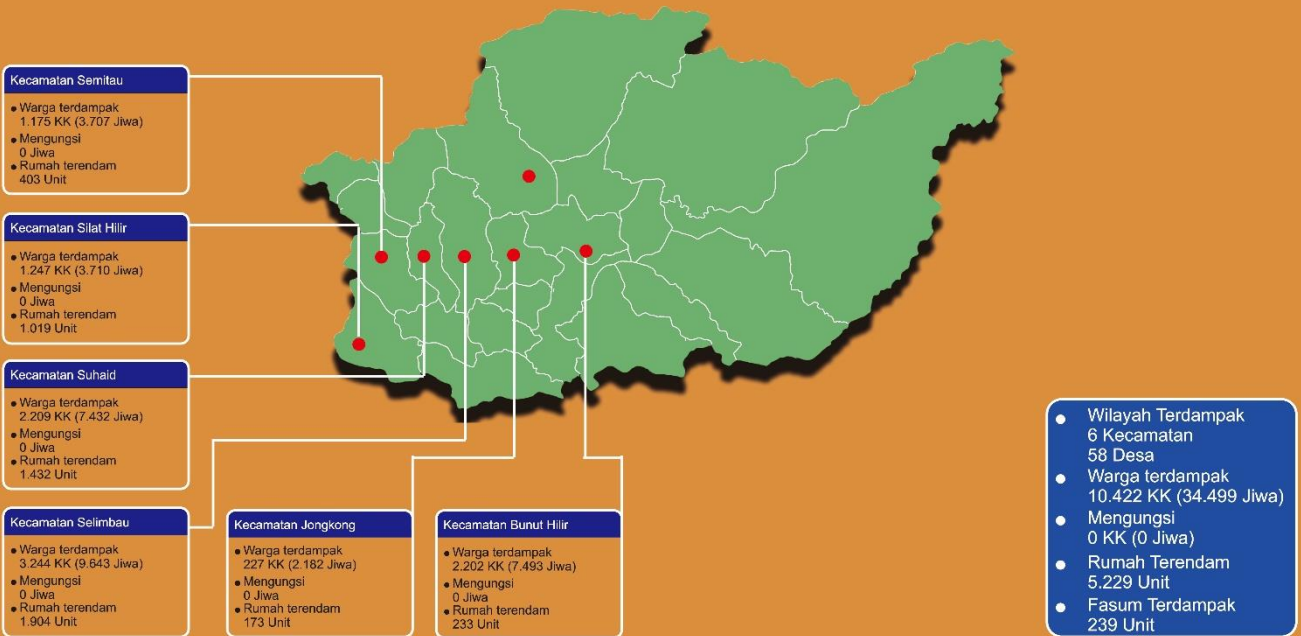 Kecamatan Semitau
• Warga terdampak
1.175 KK (3.707 Jiwa)
• Mengungsi
0 Jiwa
• Rumah terendam
403 Unit
Kecamatan Silat Hilir
• Warga terdampak
1.247 KK (3.710 Jiwa)
• Mengungsi
0 Jiwa
• Rumah terendam
1.019 Unit
Kecamatan Suhaid
• Warga terdampak
2.209 KK (7.432 Jiwa)
• Mengungsi
0 Jiwa
• Rumah terendam
1.432 Unit
Kecamatan Selimbau
• Warga terdampak
3.244 KK (9.643 Jiwa)
• Mengungsi
0 Jiwa
• Rumah terendam
1.904 Unit
Kecamatan Jongkong
• Warga terdampak
227 KK (2.182 Jiwa)
• Mengungsi
0 Jiwa
• Rumah terendam
173 Unit
Kecamatan Bunut Hilir
• Warga terdampak
2.202 KK (7.493 Jiwa)
• Mengungsi
0 Jiwa
• Rumah terendam
233 Unit
• Wilayah Terdampak
6 Kecamatan
58 Desa
• Warga terdampak
10.422 KK (34.499 Jiwa)
• Mengungsi
0 KK (0 Jiwa)
• Rumah Terendam
5.229 Unit
• Fasum Terdampak
239 Unit